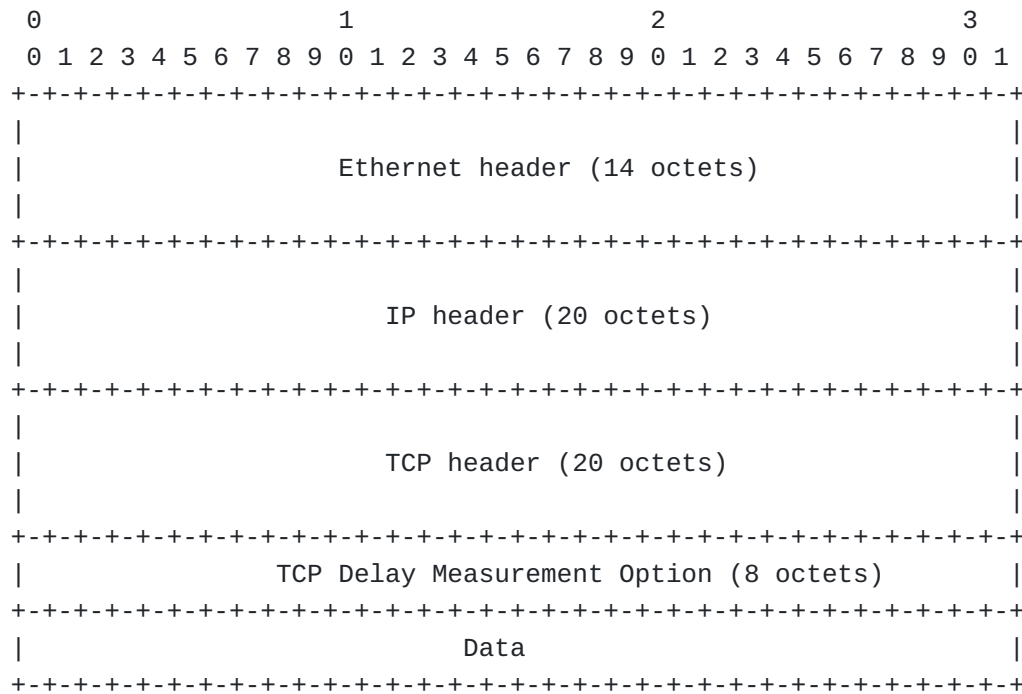 0                   1                   2                   3
 0 1 2 3 4 5 6 7 8 9 0 1 2 3 4 5 6 7 8 9 0 1 2 3 4 5 6 7 8 9 0 1
+-+-+-+-+-+-+-+-+-+-+-+-+-+-+-+-+-+-+-+-+-+-+-+-+-+-+-+-+-+-+-+-+
|                                                               |
|                    Ethernet header (14 octets)                |
|                                                               |
+-+-+-+-+-+-+-+-+-+-+-+-+-+-+-+-+-+-+-+-+-+-+-+-+-+-+-+-+-+-+-+-+
|                                                               |
|                       IP header (20 octets)                   |
|                                                               |
+-+-+-+-+-+-+-+-+-+-+-+-+-+-+-+-+-+-+-+-+-+-+-+-+-+-+-+-+-+-+-+-+
|                                                               |
|                       TCP header (20 octets)                  |
|                                                               |
+-+-+-+-+-+-+-+-+-+-+-+-+-+-+-+-+-+-+-+-+-+-+-+-+-+-+-+-+-+-+-+-+
|                TCP Delay Measurement Option (8 octets)        |
+-+-+-+-+-+-+-+-+-+-+-+-+-+-+-+-+-+-+-+-+-+-+-+-+-+-+-+-+-+-+-+-+
|                            Data                               |
+-+-+-+-+-+-+-+-+-+-+-+-+-+-+-+-+-+-+-+-+-+-+-+-+-+-+-+-+-+-+-+-+